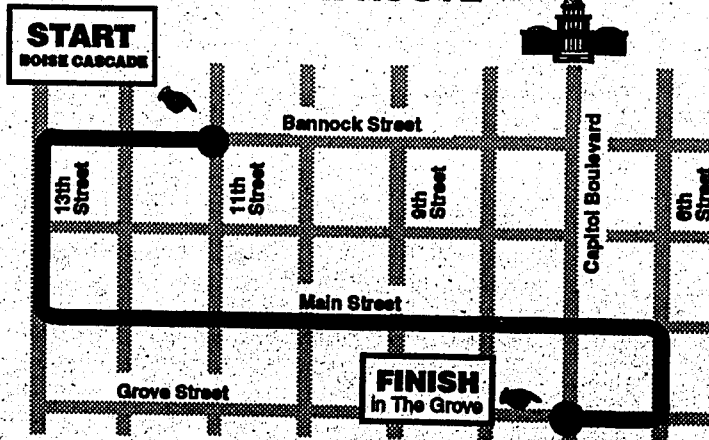 START
BOISE CASCADE
Bannock Street
13th
Street
11th
Street
9th
Street
Capitol Boulevard
6th
Street
Main Street
Grove Street
FINISH
In The Grove